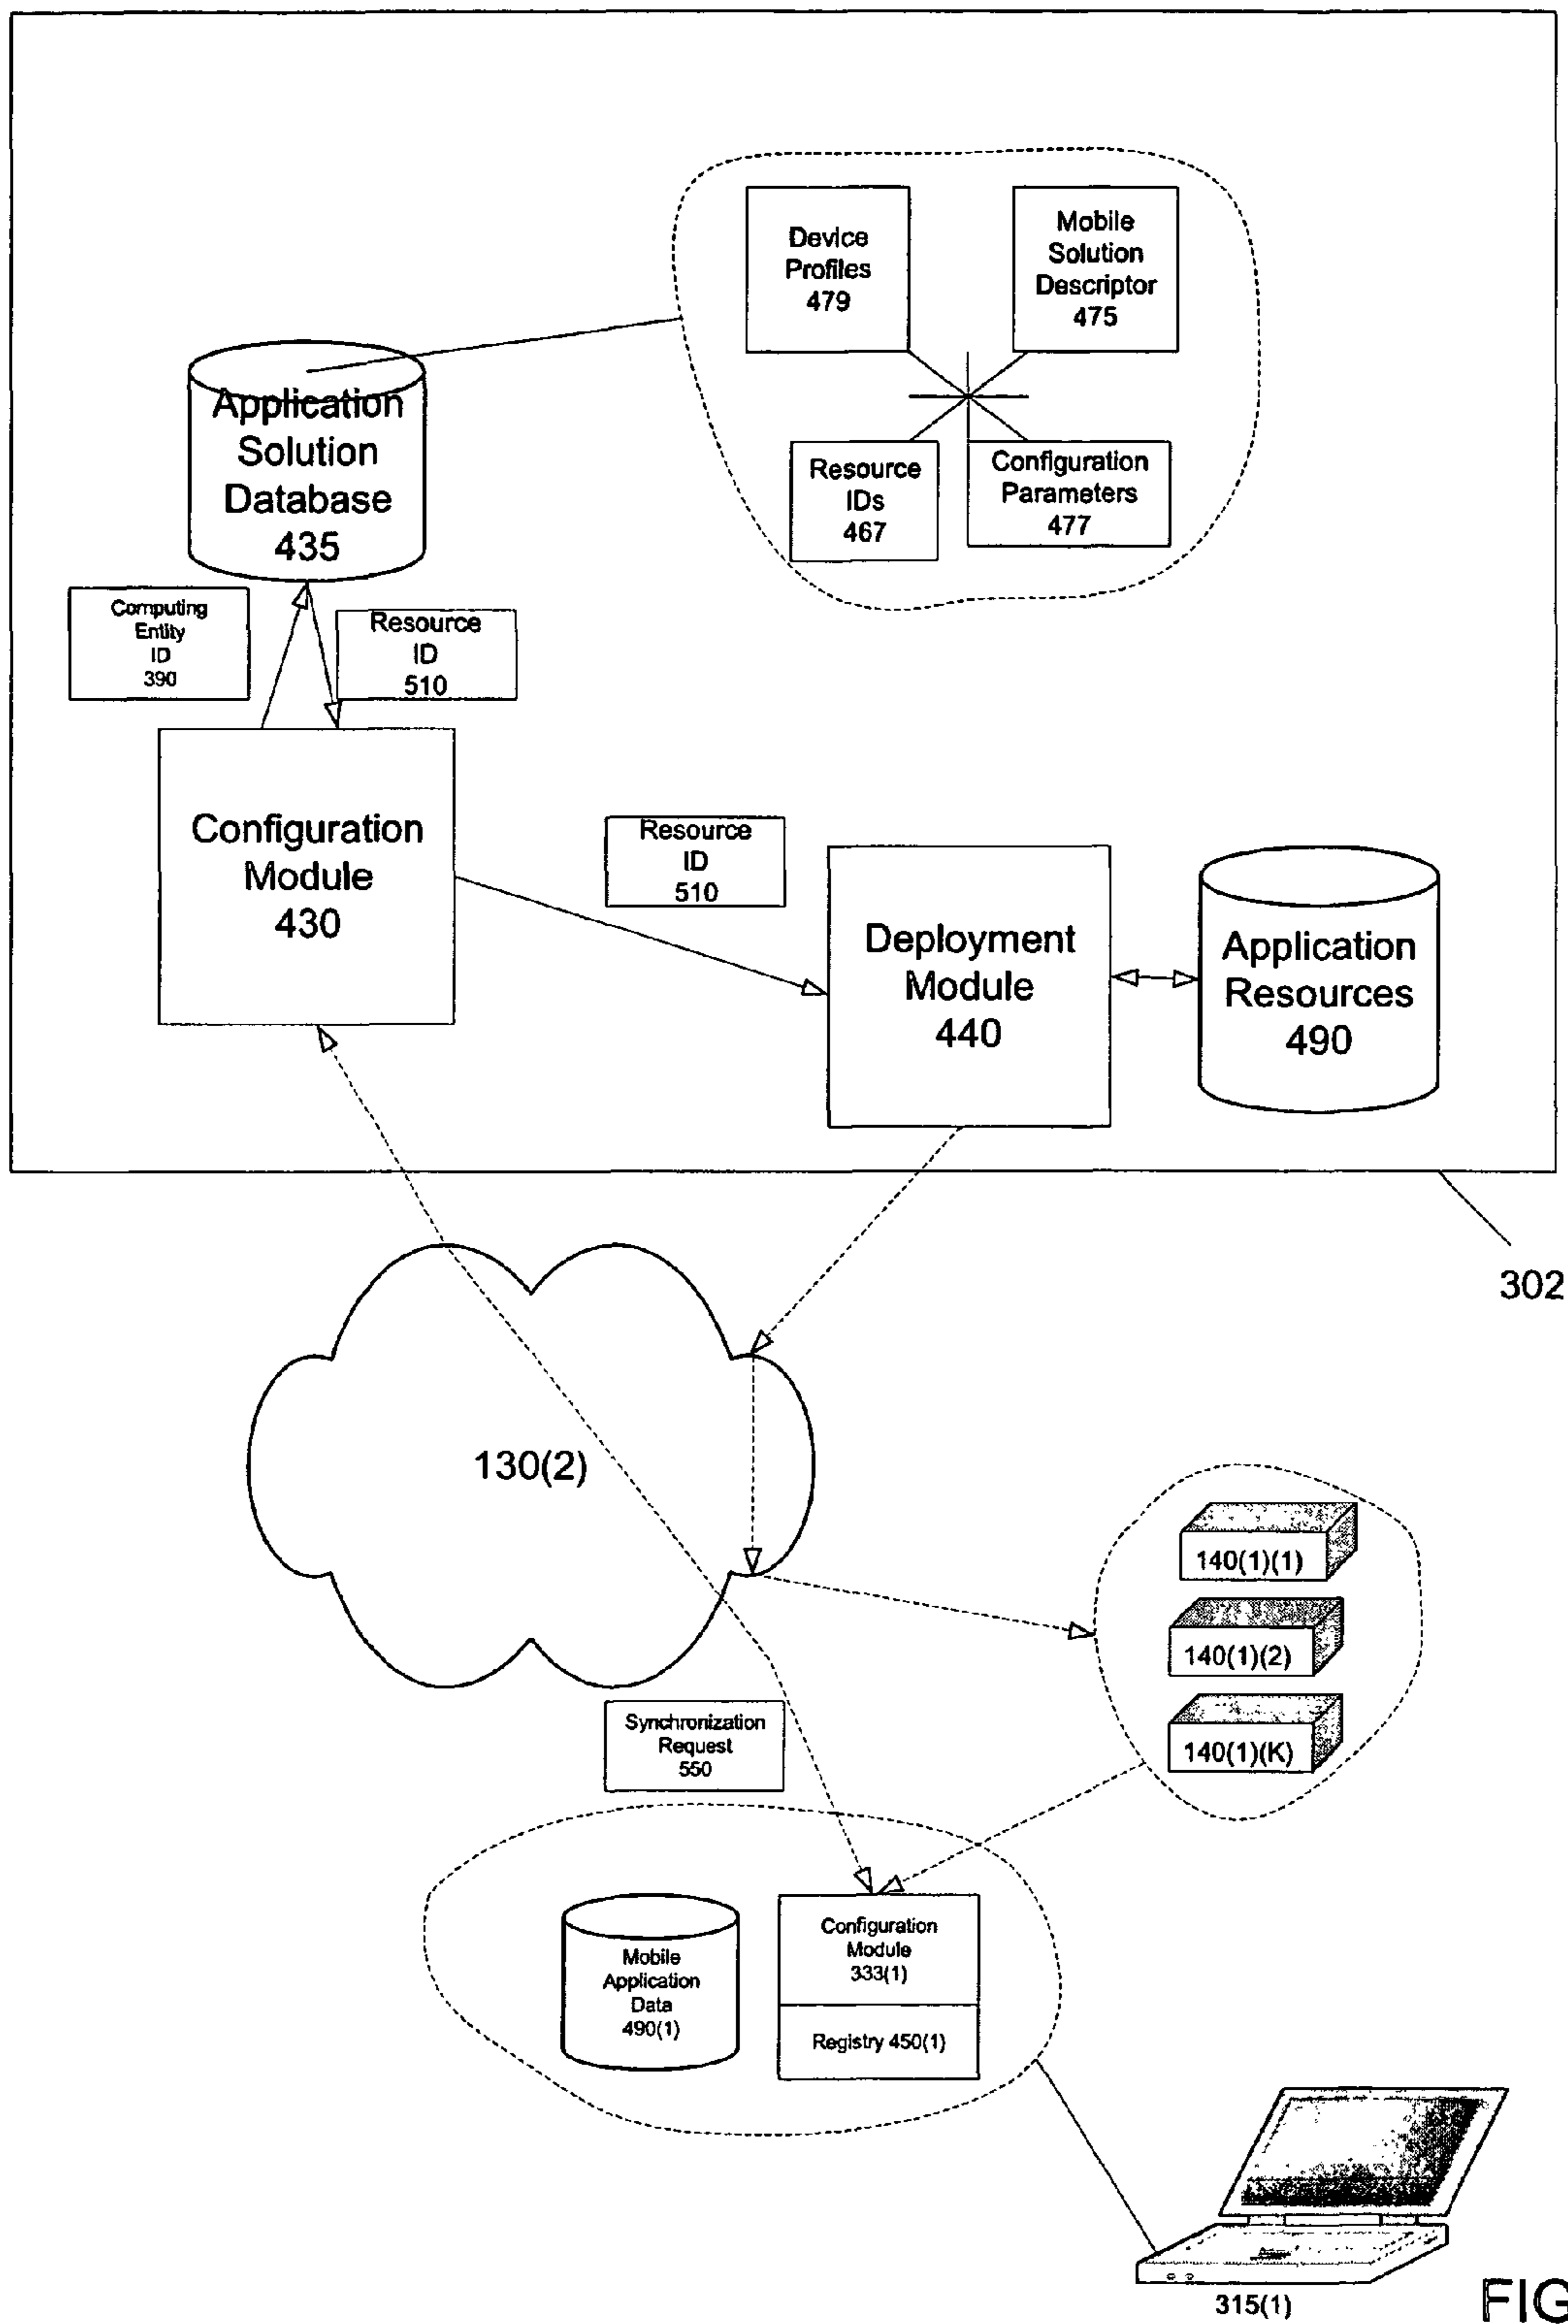 Device
Profiles
479
Mobile
Solution
Descriptor
475
Application
Solution
Database
435
Resource
IDs
467
Configuration
Parameters
477
Computing
Entity
ID
390
Resource
ID
510
Configuration
Module
430
Resource
ID
510
Deployment
Module
440
Application
Resources
490
302
130(2)
140(1)(1)
140(1)(2)
140(1)(K)
Synchronization
Request
550
Mobile
Application
Data
490(1)
Configuration
Module
333(1)
Registry 450(1)
315(1)
FIG